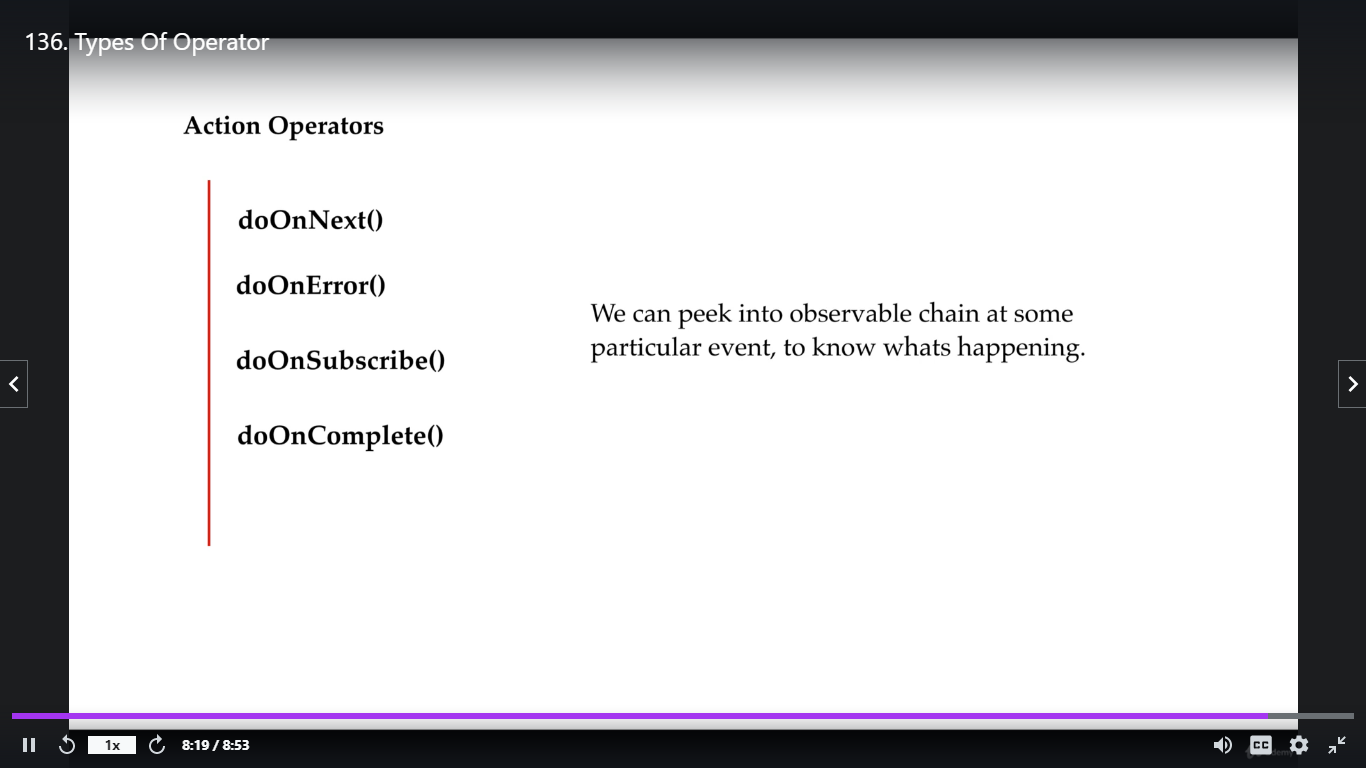 136. Types Of Operator
Action Operators
doOnNext()
doOnError()
doOnSubscribe()
doOnComplete()
We can peek into observable chain at some
particular event, to know whats happening.
1x
8:19 / 8:53
CC